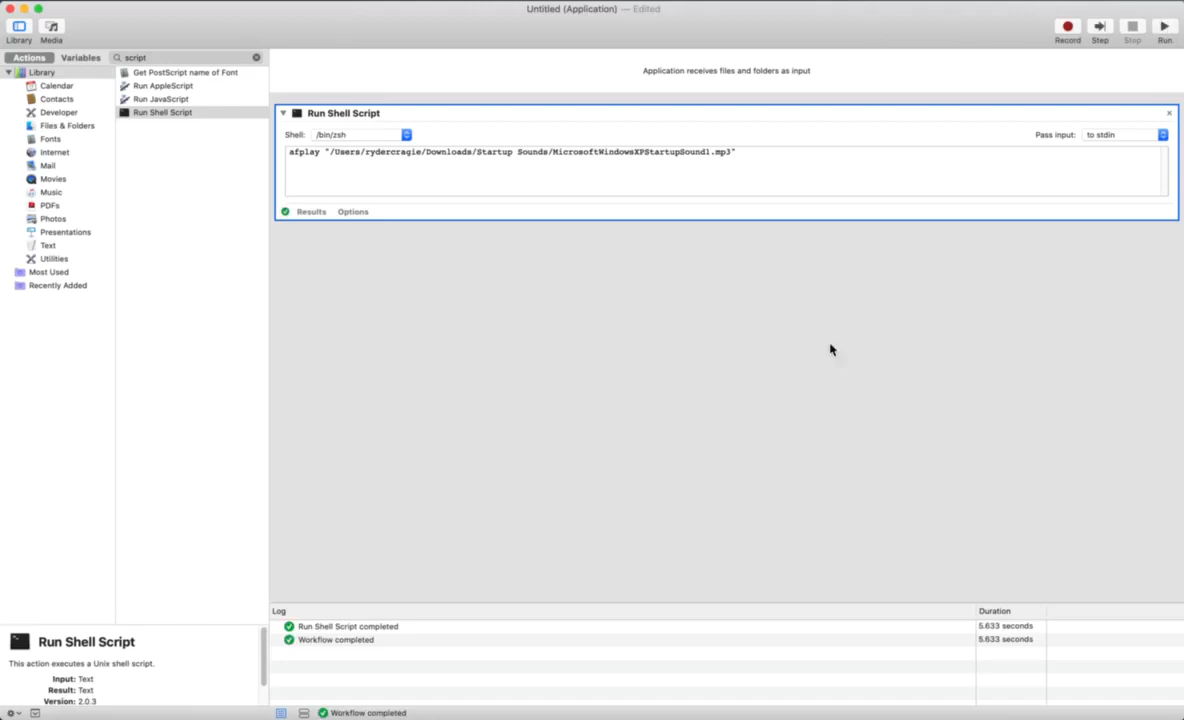 Untitled (Application) — Edited
Library
Media
Record
Step
Stop
Run
Actions
Variables
script
Library
Calendar
Contacts
Developer
Files & Folders
Fonts
Internet
Mail
Movies
Music
PDFs
Photos
Presentations
Text
Utilities
Most Used
Recently Added
Get PostScript name of Font
Run AppleScript
Run JavaScript
Run Shell Script
Application receives files and folders as input
Run Shell Script
Shell: /bin/zsh
Pass input: to stdin
afplay "/Users/rydercragie/Downloads/Startup Sounds/MicrosoftWindowsXPStartupSound1.mp3"
Results Options
Log Duration
Run Shell Script completed 5.633 seconds
Workflow completed 5.633 seconds
Run Shell Script
This action executes a Unix shell script.
Input: Text
Result: Text
Version: 2.0.3
Workflow completed